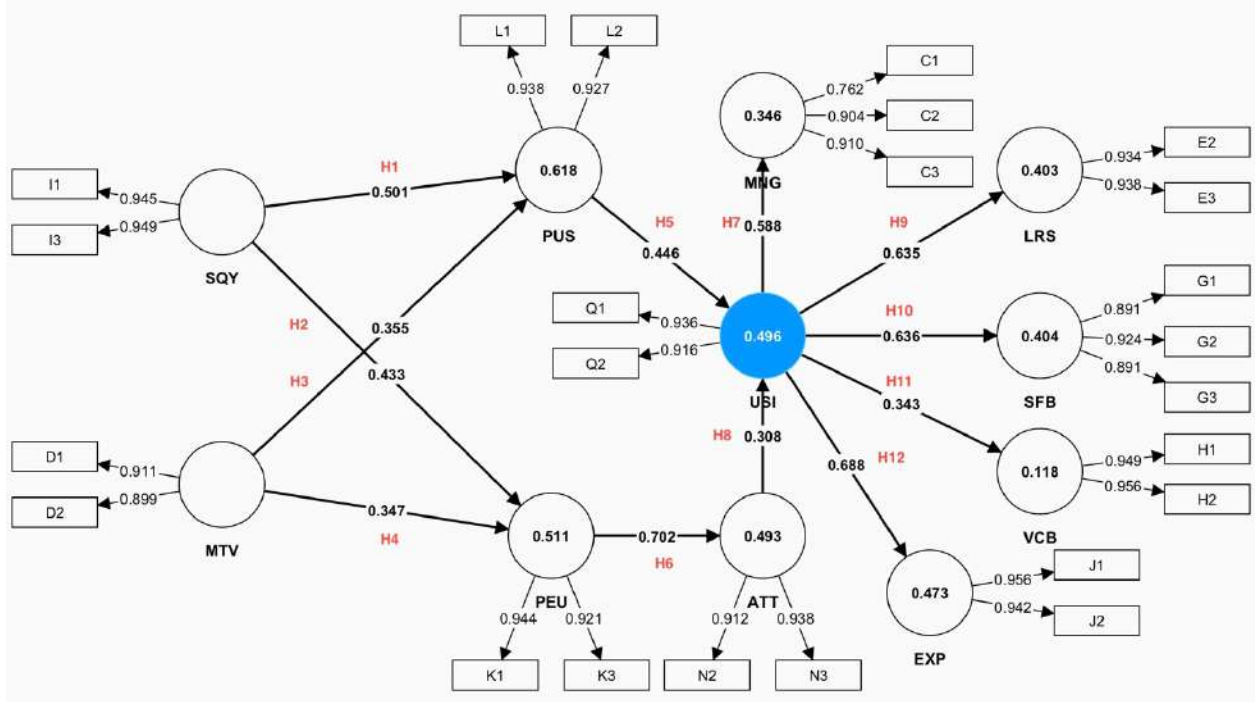 L1
L2
C1
0.762
0.938
0.927
0.346
0.904
C2
0.910
C3
MNG
E2
0.934
0.403
0.938
E3
LRS
I1
0.945
0.949
I3
SQY
H1
0.501
0.618
PUS
H5
0.446
H7
0.588
H9
0.635
G1
0.891
Q1
0.936
0.916
Q2
0.496
USI
H10
0.636
0.404
0.924
G2
0.891
G3
SFB
H2
0.355
0.433
H3
H11
0.343
H8
0.308
D1
0.911
0.899
D2
MTV
0.688
H12
H1
0.949
0.118
0.956
H2
VCB
0.347
H4
0.511
PEU
0.702
H6
0.493
ATT
J1
0.956
0.473
0.942
J2
EXP
0.944
0.921
0.912
0.938
K1
K3
N2
N3